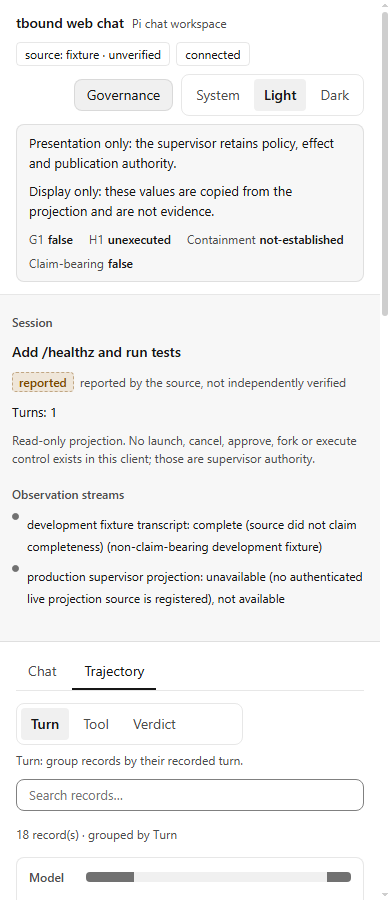 tbound web chat Pi chat workspace
source: fixture · unverified connected
Governance System Light Dark
Presentation only: the supervisor retains policy, effect
and publication authority.
Display only: these values are copied from the
projection and are not evidence.
G1 false H1 unexecuted Containment not-established
Claim-bearing false
Session
Add /healthz and run tests
reported reported by the source, not independently verified
Turns: 1
Read-only projection. No launch, cancel, approve, fork or execute
control exists in this client; those are supervisor authority.
Observation streams
development fixture transcript: complete (source did not claim
completeness) (non-claim-bearing development fixture)
production supervisor projection: unavailable (no authenticated
live projection source is registered), not available
Chat Trajectory
Turn Tool Verdict
Turn: group records by their recorded turn.
Search records...
18 record(s) · grouped by Turn
Model